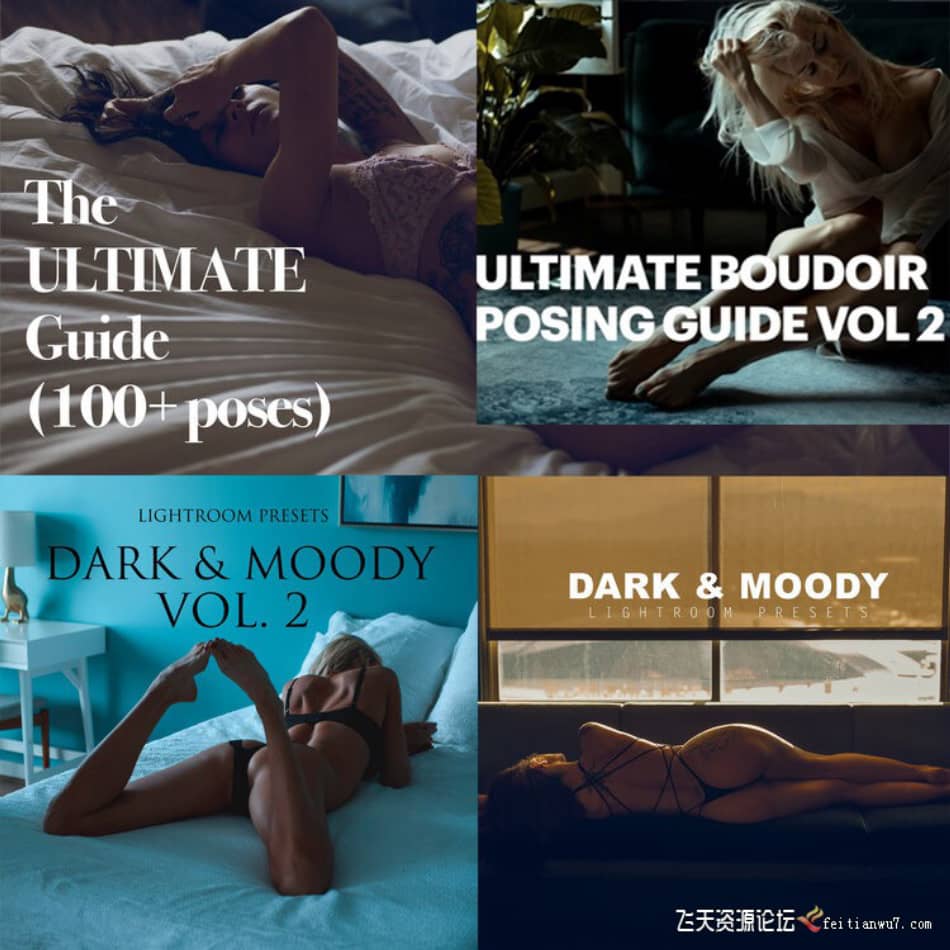 The
ULTIMATE
Guide
(100+ poses)
ULTIMATE BOUDOIR
POSING GUIDE VOL 2
LIGHTROOM PRESETS
DARK & MOODY
VOL. 2
DARK & MOODY
LIGHTROOM PRESETS
飞天资源论坛 feitianwu7.com